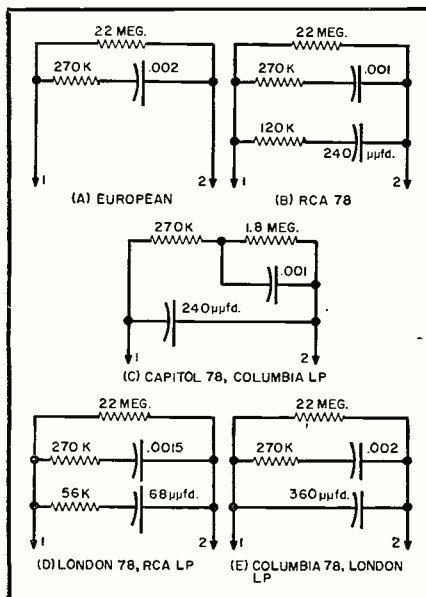 22 MEG.
270 K
.002
1
2
(A) EUROPEAN
22 MEG.
270 K
.001
120 K
240 μμfd.
1
2
(B) RCA 78
270K
1.8 MEG.
.001
240μμfd.
1
2
(C) CAPITOL 78, COLUMBIA LP
22 MEG.
270 K
.0015
56K
68μμfd.
1
2
(D) LONDON 78, RCA LP
22 MEG.
270K
.002
360μμfd.
1
2
(E) COLUMBIA 78, LONDON
LP